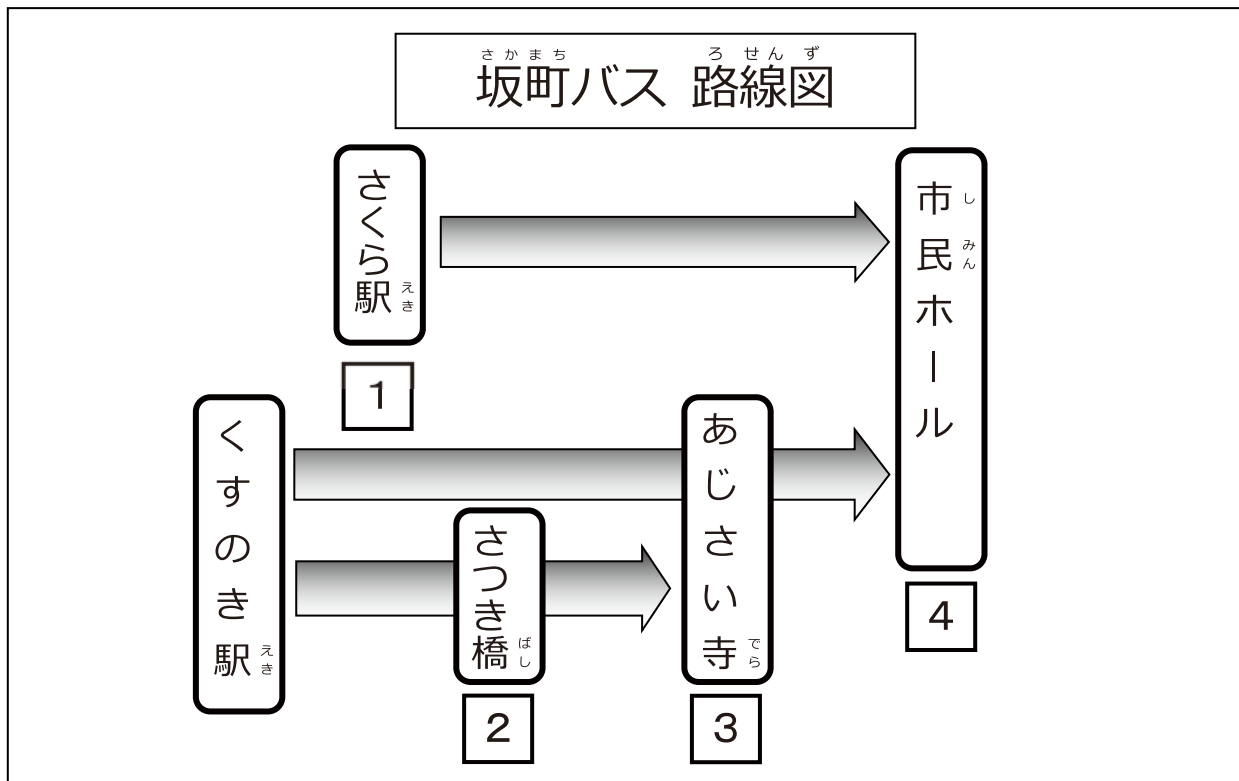 坂町バス 路線図
さかまち ろせんず
さくら駅
えき
1
市民ホール
しみん
4
くすのき駅
えき
さつき橋
ばし
2
あじさい寺
でら
3